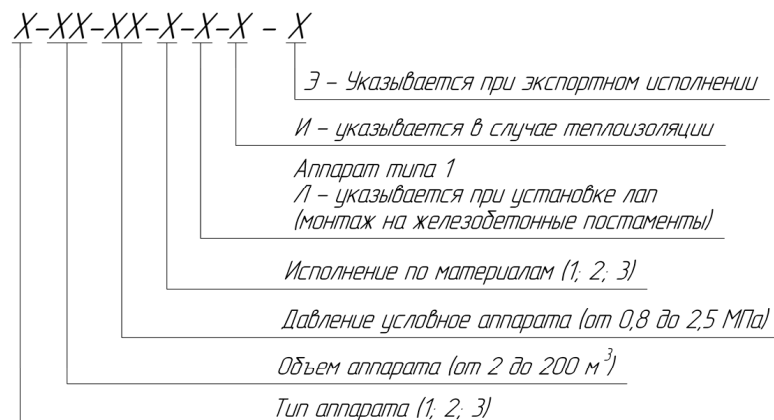 Х-ХХ-ХХ-Х-Х-Х - Х
Э - Указывается при экспортном исполнении
И - указывается в случае теплоизоляции
Аппарат типа 1
Л - указывается при установке лап
(монтаж на железобетонные постаменты)
Исполнение по материалам (1; 2; 3)
Давление условное аппарата (от 0,8 до 2,5 МПа)
Объем аппарата (от 2 до 200 м³)
Тип аппарата (1; 2; 3)